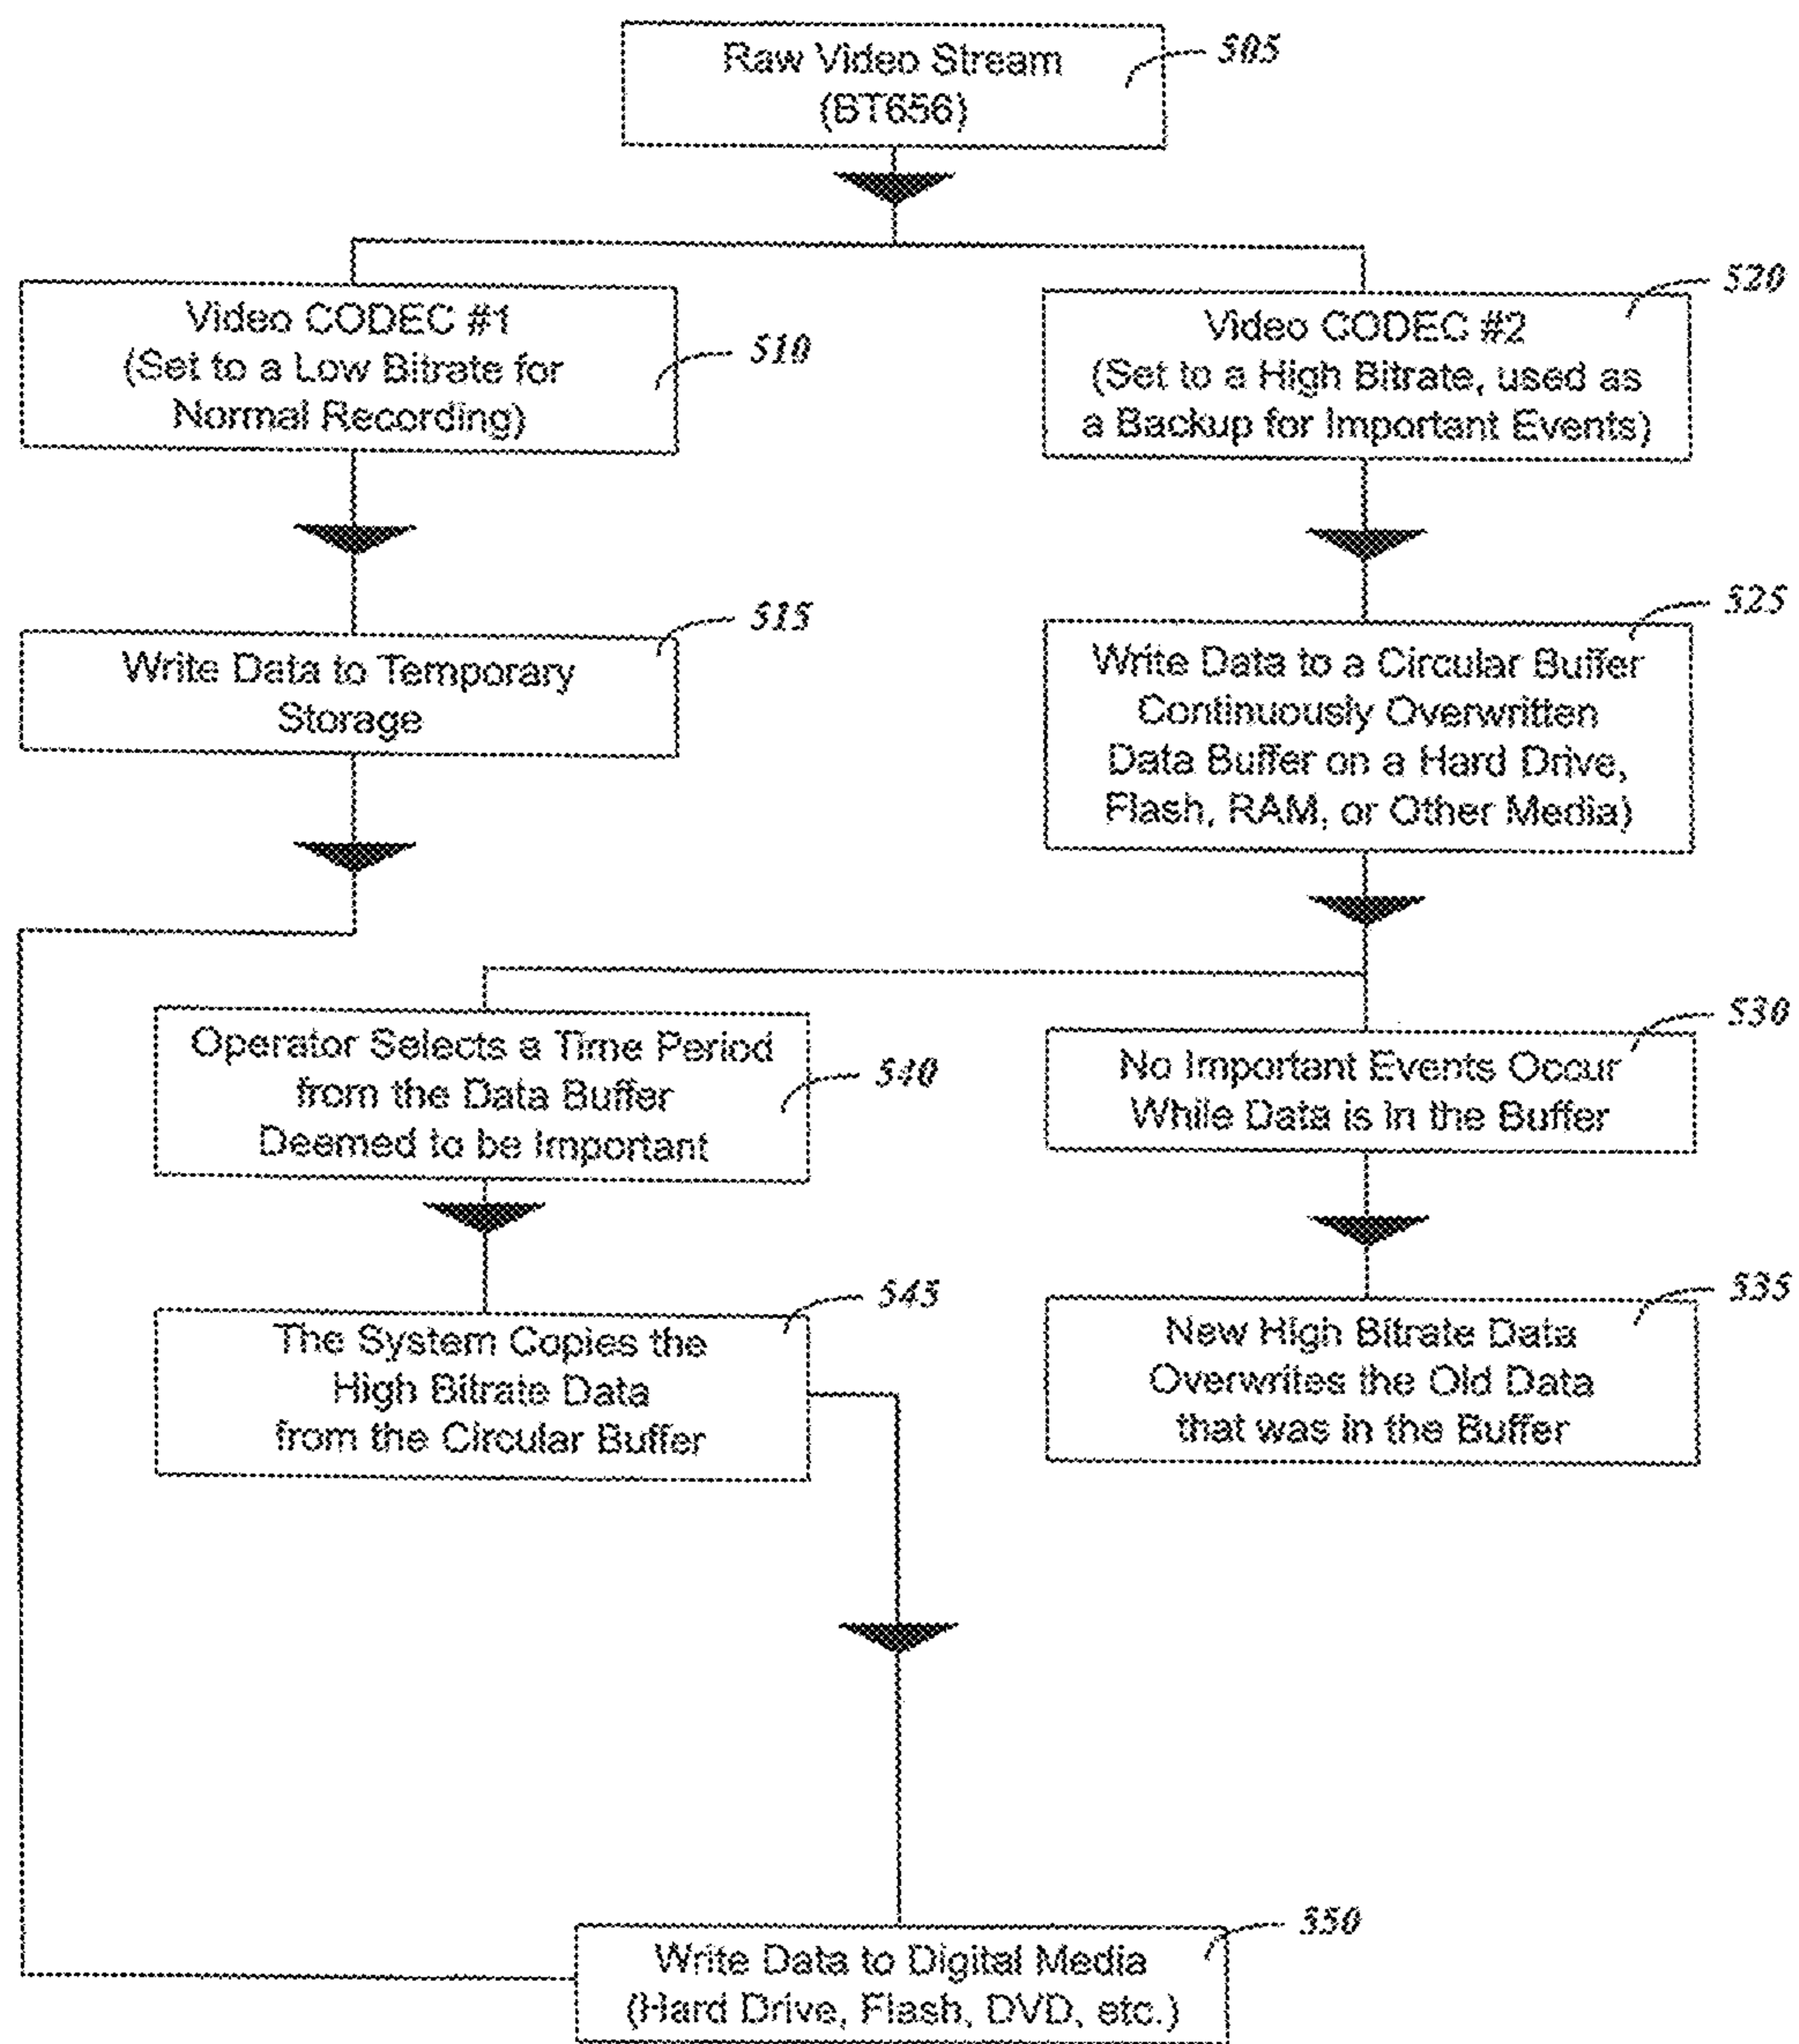 Raw Video Stream
(BT656)
505
Video CODEC #1
(Set to a Low Bitrate for
Normal Recording)
510
Video CODEC #2
(Set to a High Bitrate, used as
a Backup for Important Events)
520
Write Data to Temporary
Storage
515
Write Data to a Circular Buffer
Continuously Overwritten
Data Buffer on a Hard Drive,
Flash, RAM, or Other Media)
525
Operator Selects a Time Period
from the Data Buffer
Deemed to be Important
540
No Important Events Occur
While Data is in the Buffer
530
The System Copies the
High Bitrate Data
from the Circular Buffer
545
New High Bitrate Data
Overwrites the Old Data
that was in the Buffer
535
Write Data to Digital Media
(Hard Drive, Flash, DVD, etc.)
550